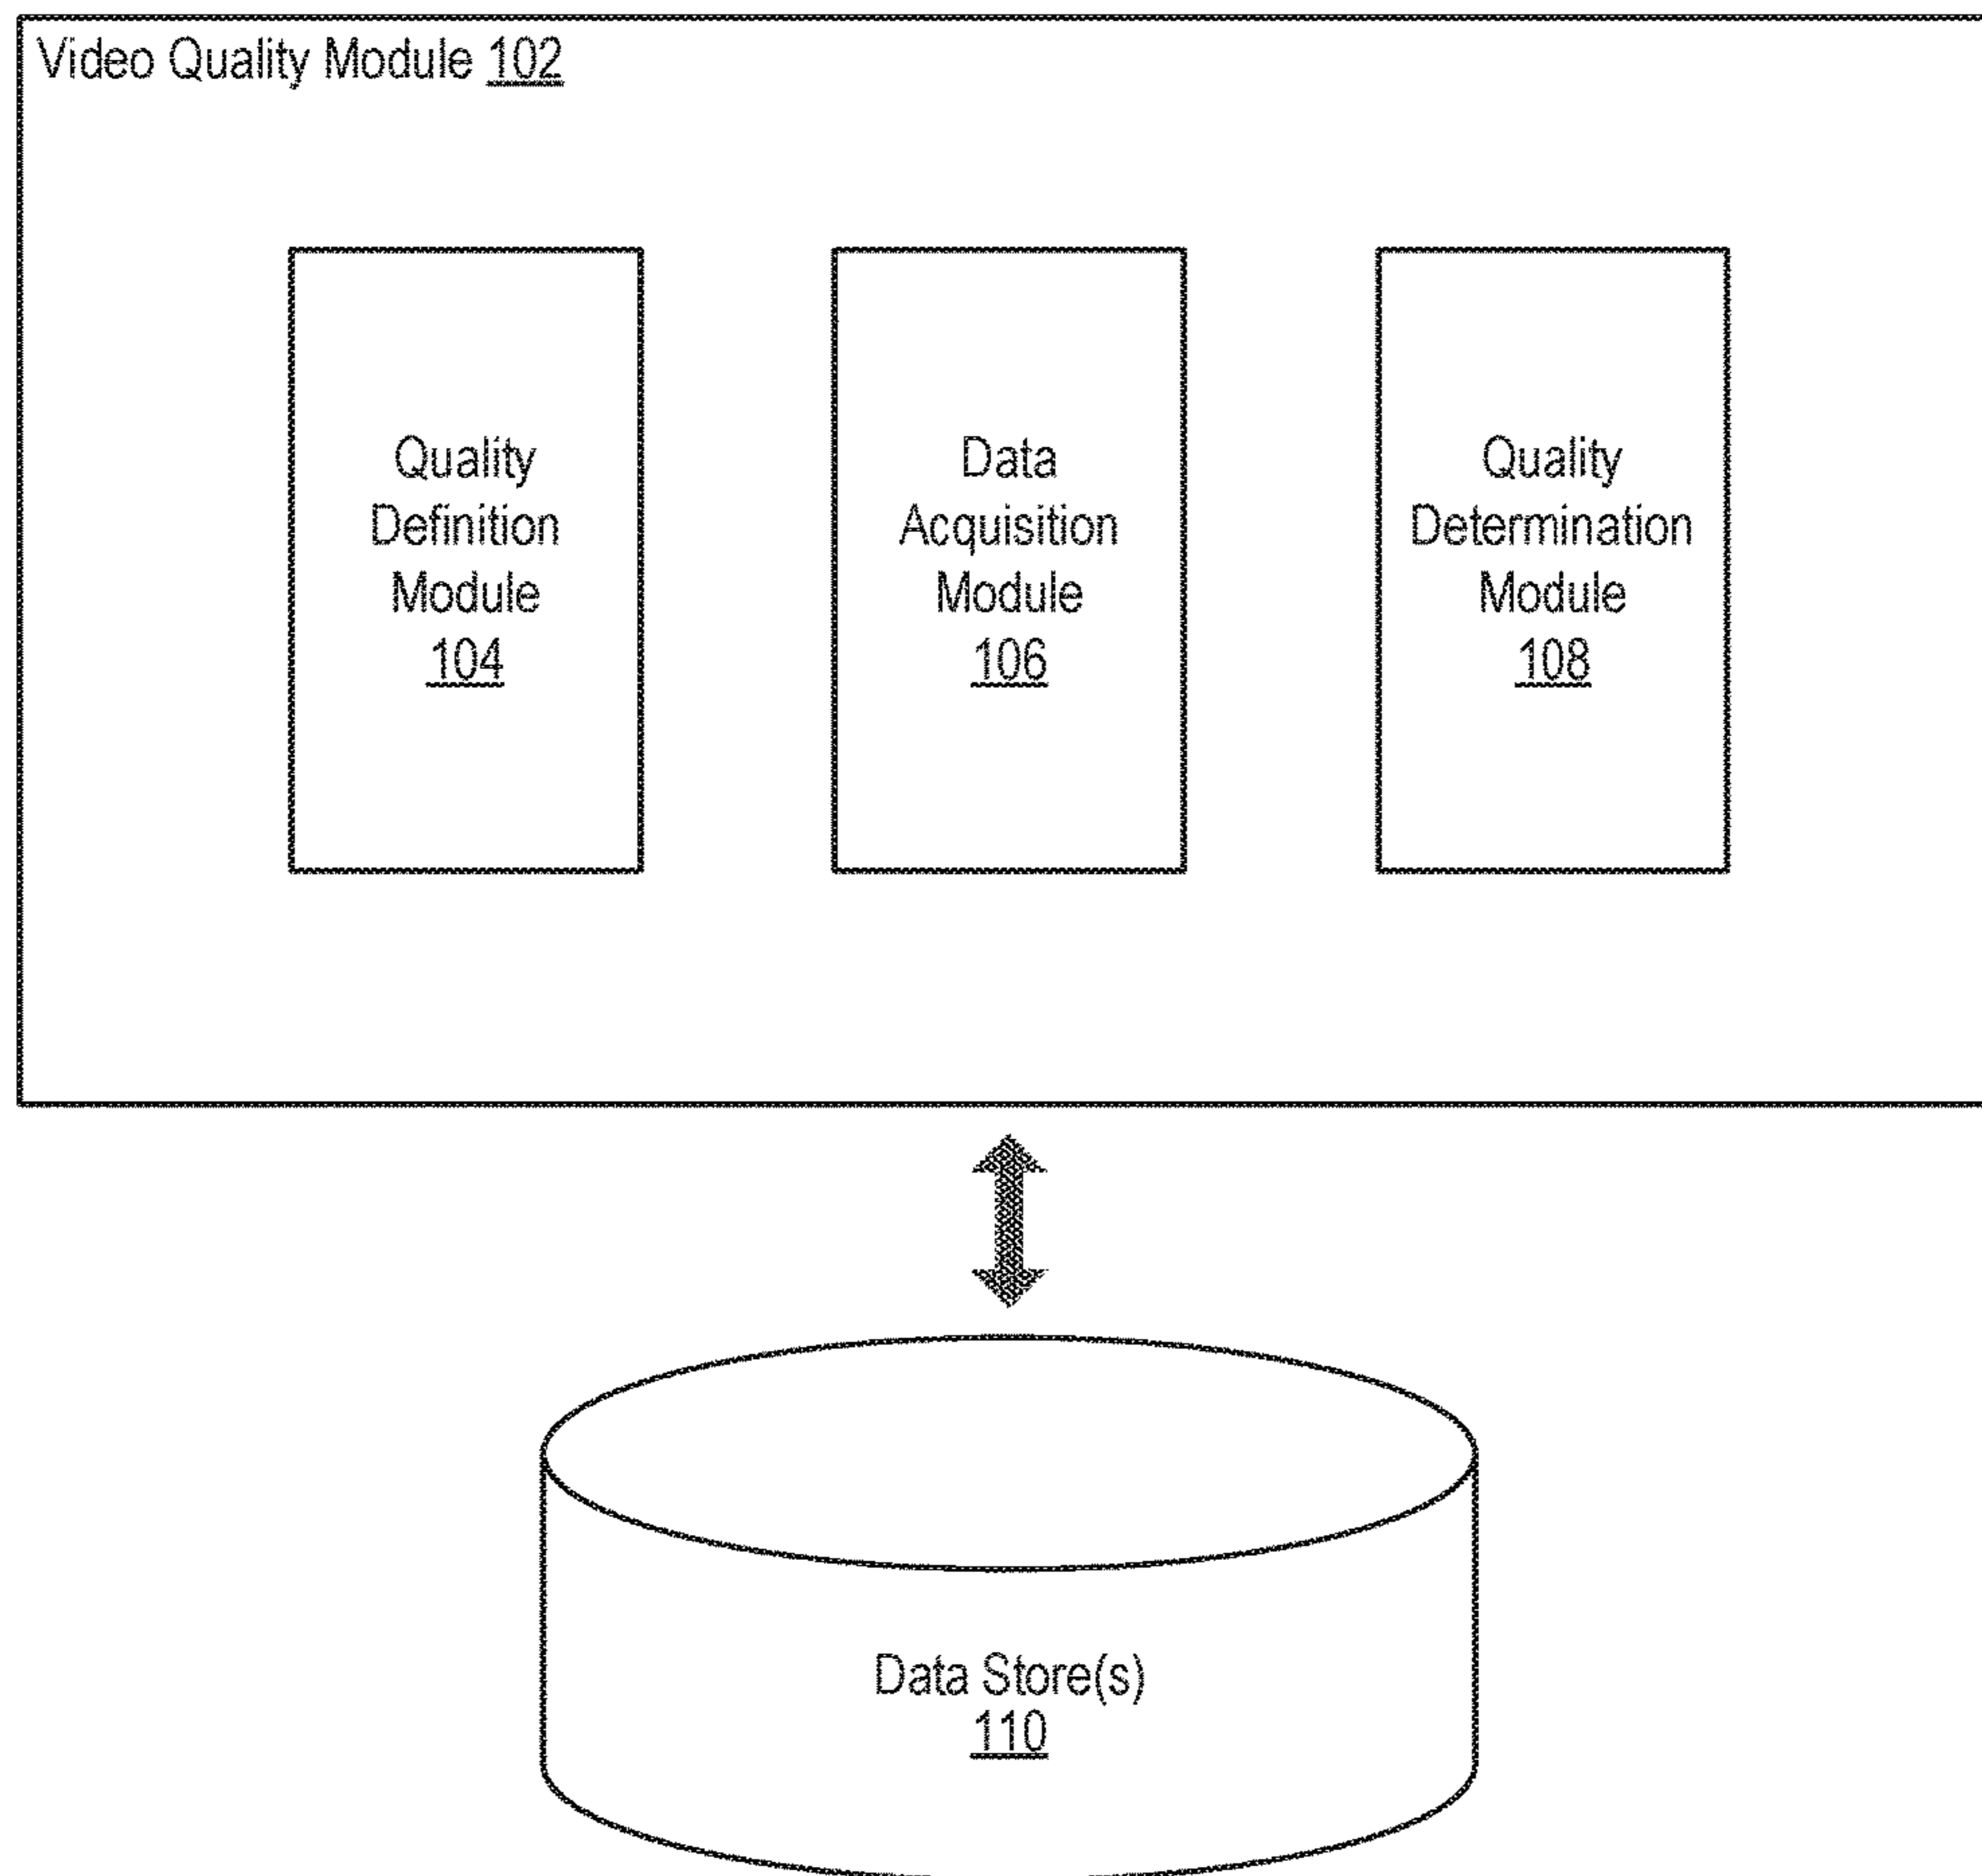 Video Quality Module 102
Quality
Definition
Module
104
Data
Acquisition
Module
106
Quality
Determination
Module
108
Data Store(s)
110